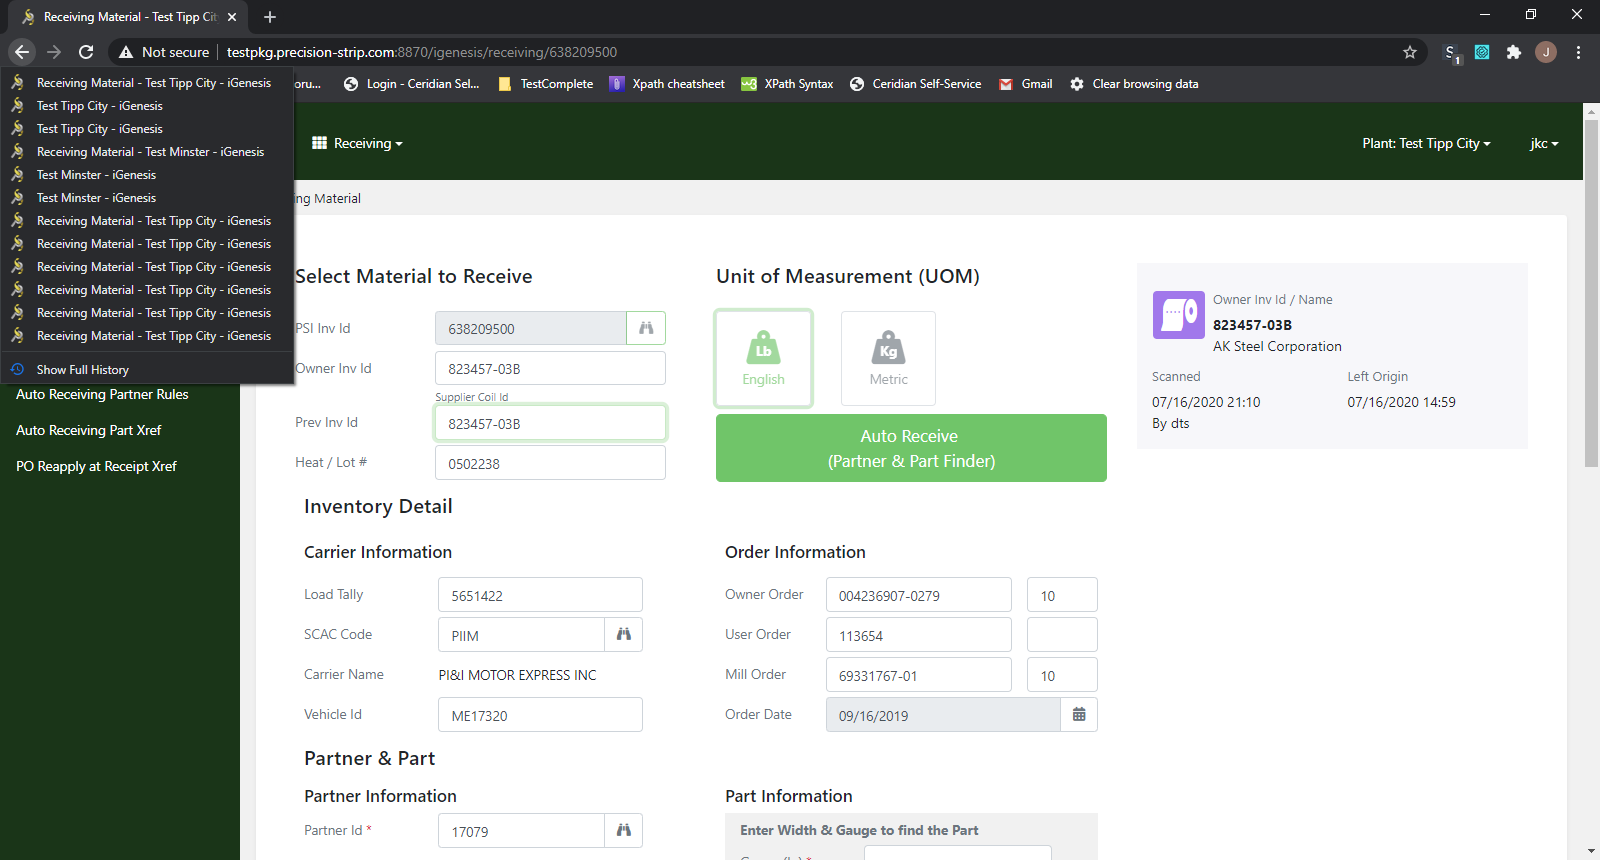 Receiving Material - Test Tipp Cit
Not secure
testpkg.precision-strip.com:8870/igenesis/receiving/638209500
S 1
J
Receiving Material - Test Tipp City - iGenesis
Test Tipp City - iGenesis
Test Tipp City - iGenesis
Receiving Material - Test Minster - iGenesis
Test Minster - iGenesis
Test Minster - iGenesis
Receiving Material - Test Tipp City - iGenesis
Receiving Material - Test Tipp City - iGenesis
Receiving Material - Test Tipp City - iGenesis
Receiving Material - Test Tipp City - iGenesis
Receiving Material - Test Tipp City - iGenesis
Receiving Material - Test Tipp City - iGenesis
Show Full History
oru...
Login - Ceridian Sel...
TestComplete
Xpath cheatsheet
XPath Syntax
Ceridian Self-Service
Gmail
Clear browsing data
Receiving
Plant: Test Tipp City
jkc
ng Material
Auto Receiving Partner Rules
Auto Receiving Part Xref
PO Reapply at Receipt Xref
Select Material to Receive
PSI Inv Id 638209500
Owner Inv Id 823457-03B
Supplier Coil Id
Prev Inv Id 823457-03B
Heat / Lot # 0502238
Unit of Measurement (UOM)
Lb
English
Kg
Metric
Auto Receive
(Partner & Part Finder)
Owner Inv Id / Name
823457-03B
AK Steel Corporation
Scanned Left Origin
07/16/2020 21:10 07/16/2020 14:59
By dts
Inventory Detail
Carrier Information
Load Tally 5651422
SCAC Code PIIM
Carrier Name PI&I MOTOR EXPRESS INC
Vehicle Id ME17320
Order Information
Owner Order 004236907-0279 10
User Order 113654
Mill Order 69331767-01 10
Order Date 09/16/2019
Partner & Part
Partner Information
Partner Id * 17079
Part Information
Enter Width & Gauge to find the Part